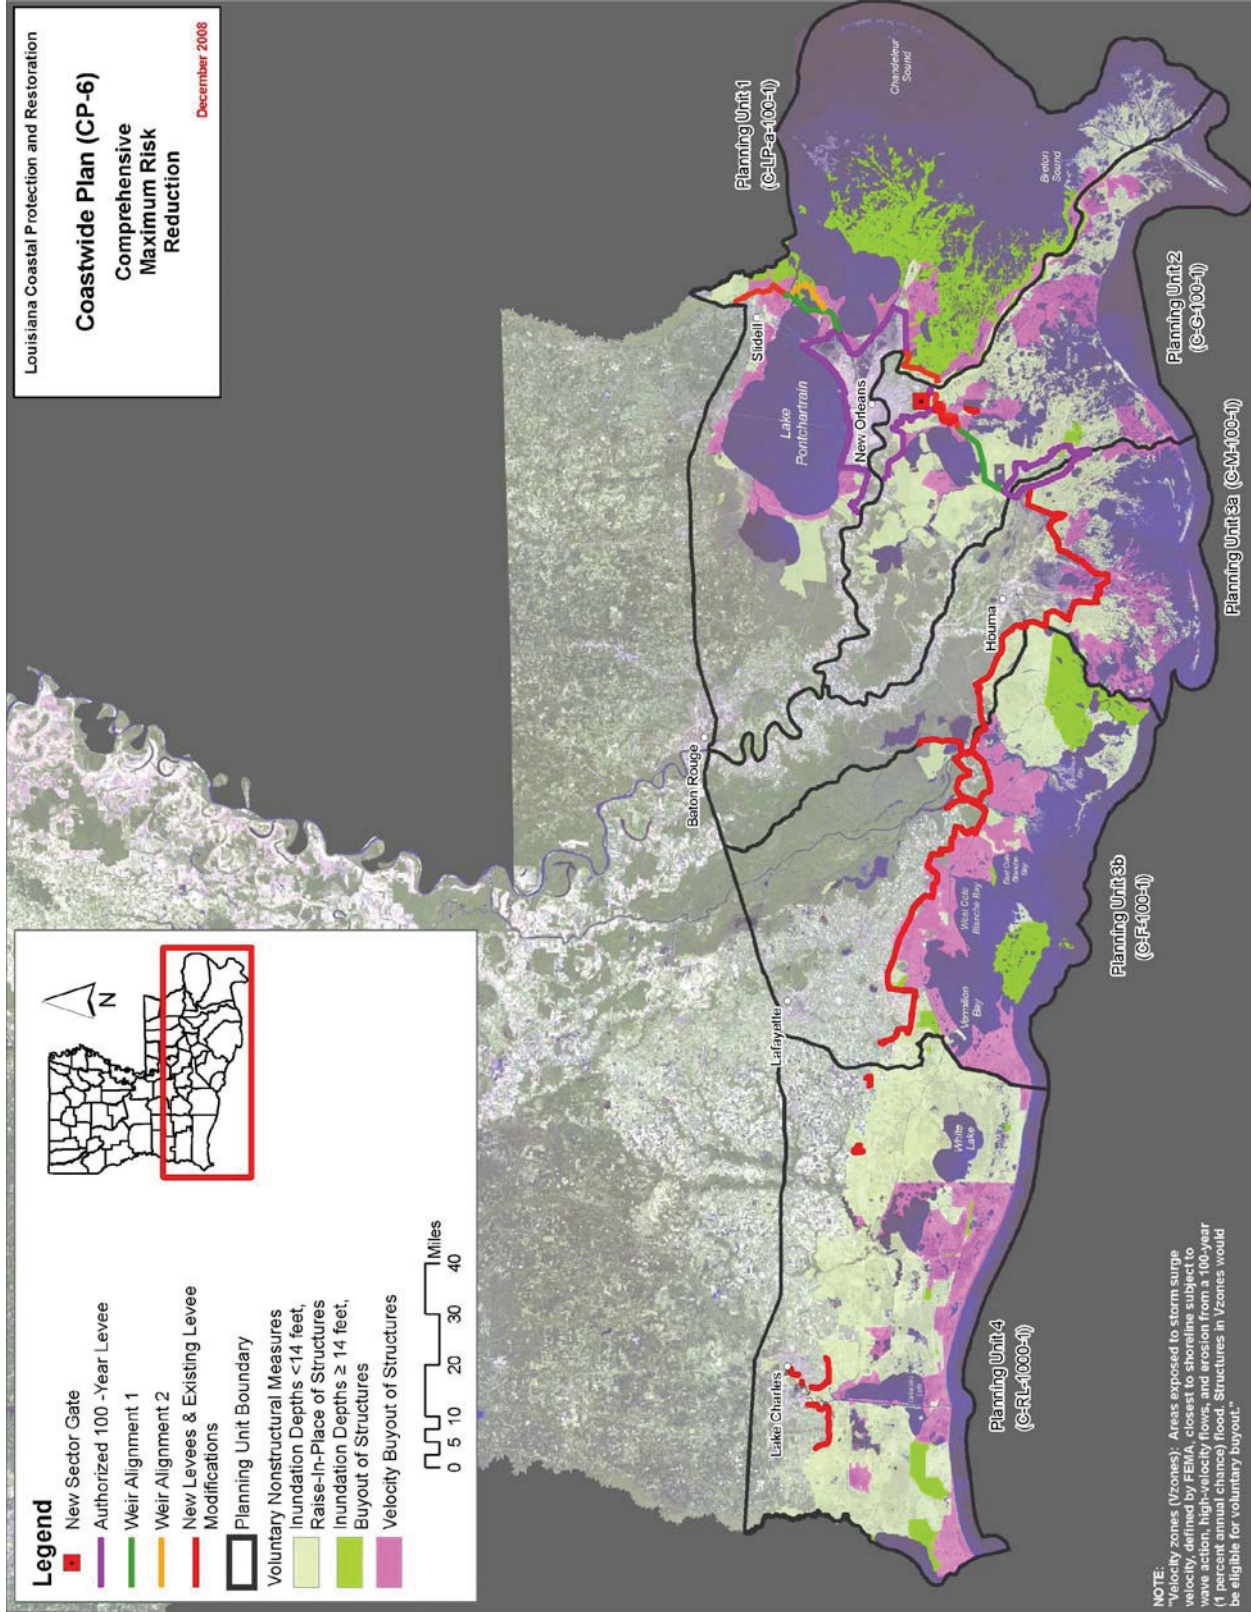 Louisiana Coastal Protection and Restoration
Coastwide Plan (CP-6)
Comprehensive
Maximum Risk
Reduction
December 2008
Legend
New Sector Gate
Authorized 100 -Year Levee
Weir Alignment 1
Weir Alignment 2
New Levees & Existing Levee
Modifications
Planning Unit Boundary
Voluntary Nonstructural Measures
Inundation Depths <14 feet,
Raise-In-Place of Structures
Inundation Depths ≥ 14 feet,
Buyout of Structures
Velocity Buyout of Structures
N
0 5 10 20 30 40
Miles
Planning Unit 1
(C-LP-a-100-1)
Chandeleur
Sound
Breton
Sound
Slidell
Lake
Pontchartrain
New Orleans
Baton Rouge
Houma
Lafayette
Lake Charles
West Cote
Blanche Bay
East Cote
Blanche
Bay
Vermilion
Bay
White
Lake
Planning Unit 2
(C-G-100-1)
Planning Unit 3a (C-M-100-1)
Planning Unit 3b
(C-F-100-1)
Planning Unit 4
(C-RL-1000-1)
NOTE:
"Velocity zones (Vzones): Areas exposed to storm surge
velocity, defined by FEMA, closest to shoreline subject to
wave action, high-velocity flows, and erosion from a 100-year
(1 percent annual chance) flood. Structures in Vzones would
be eligible for voluntary buyout."